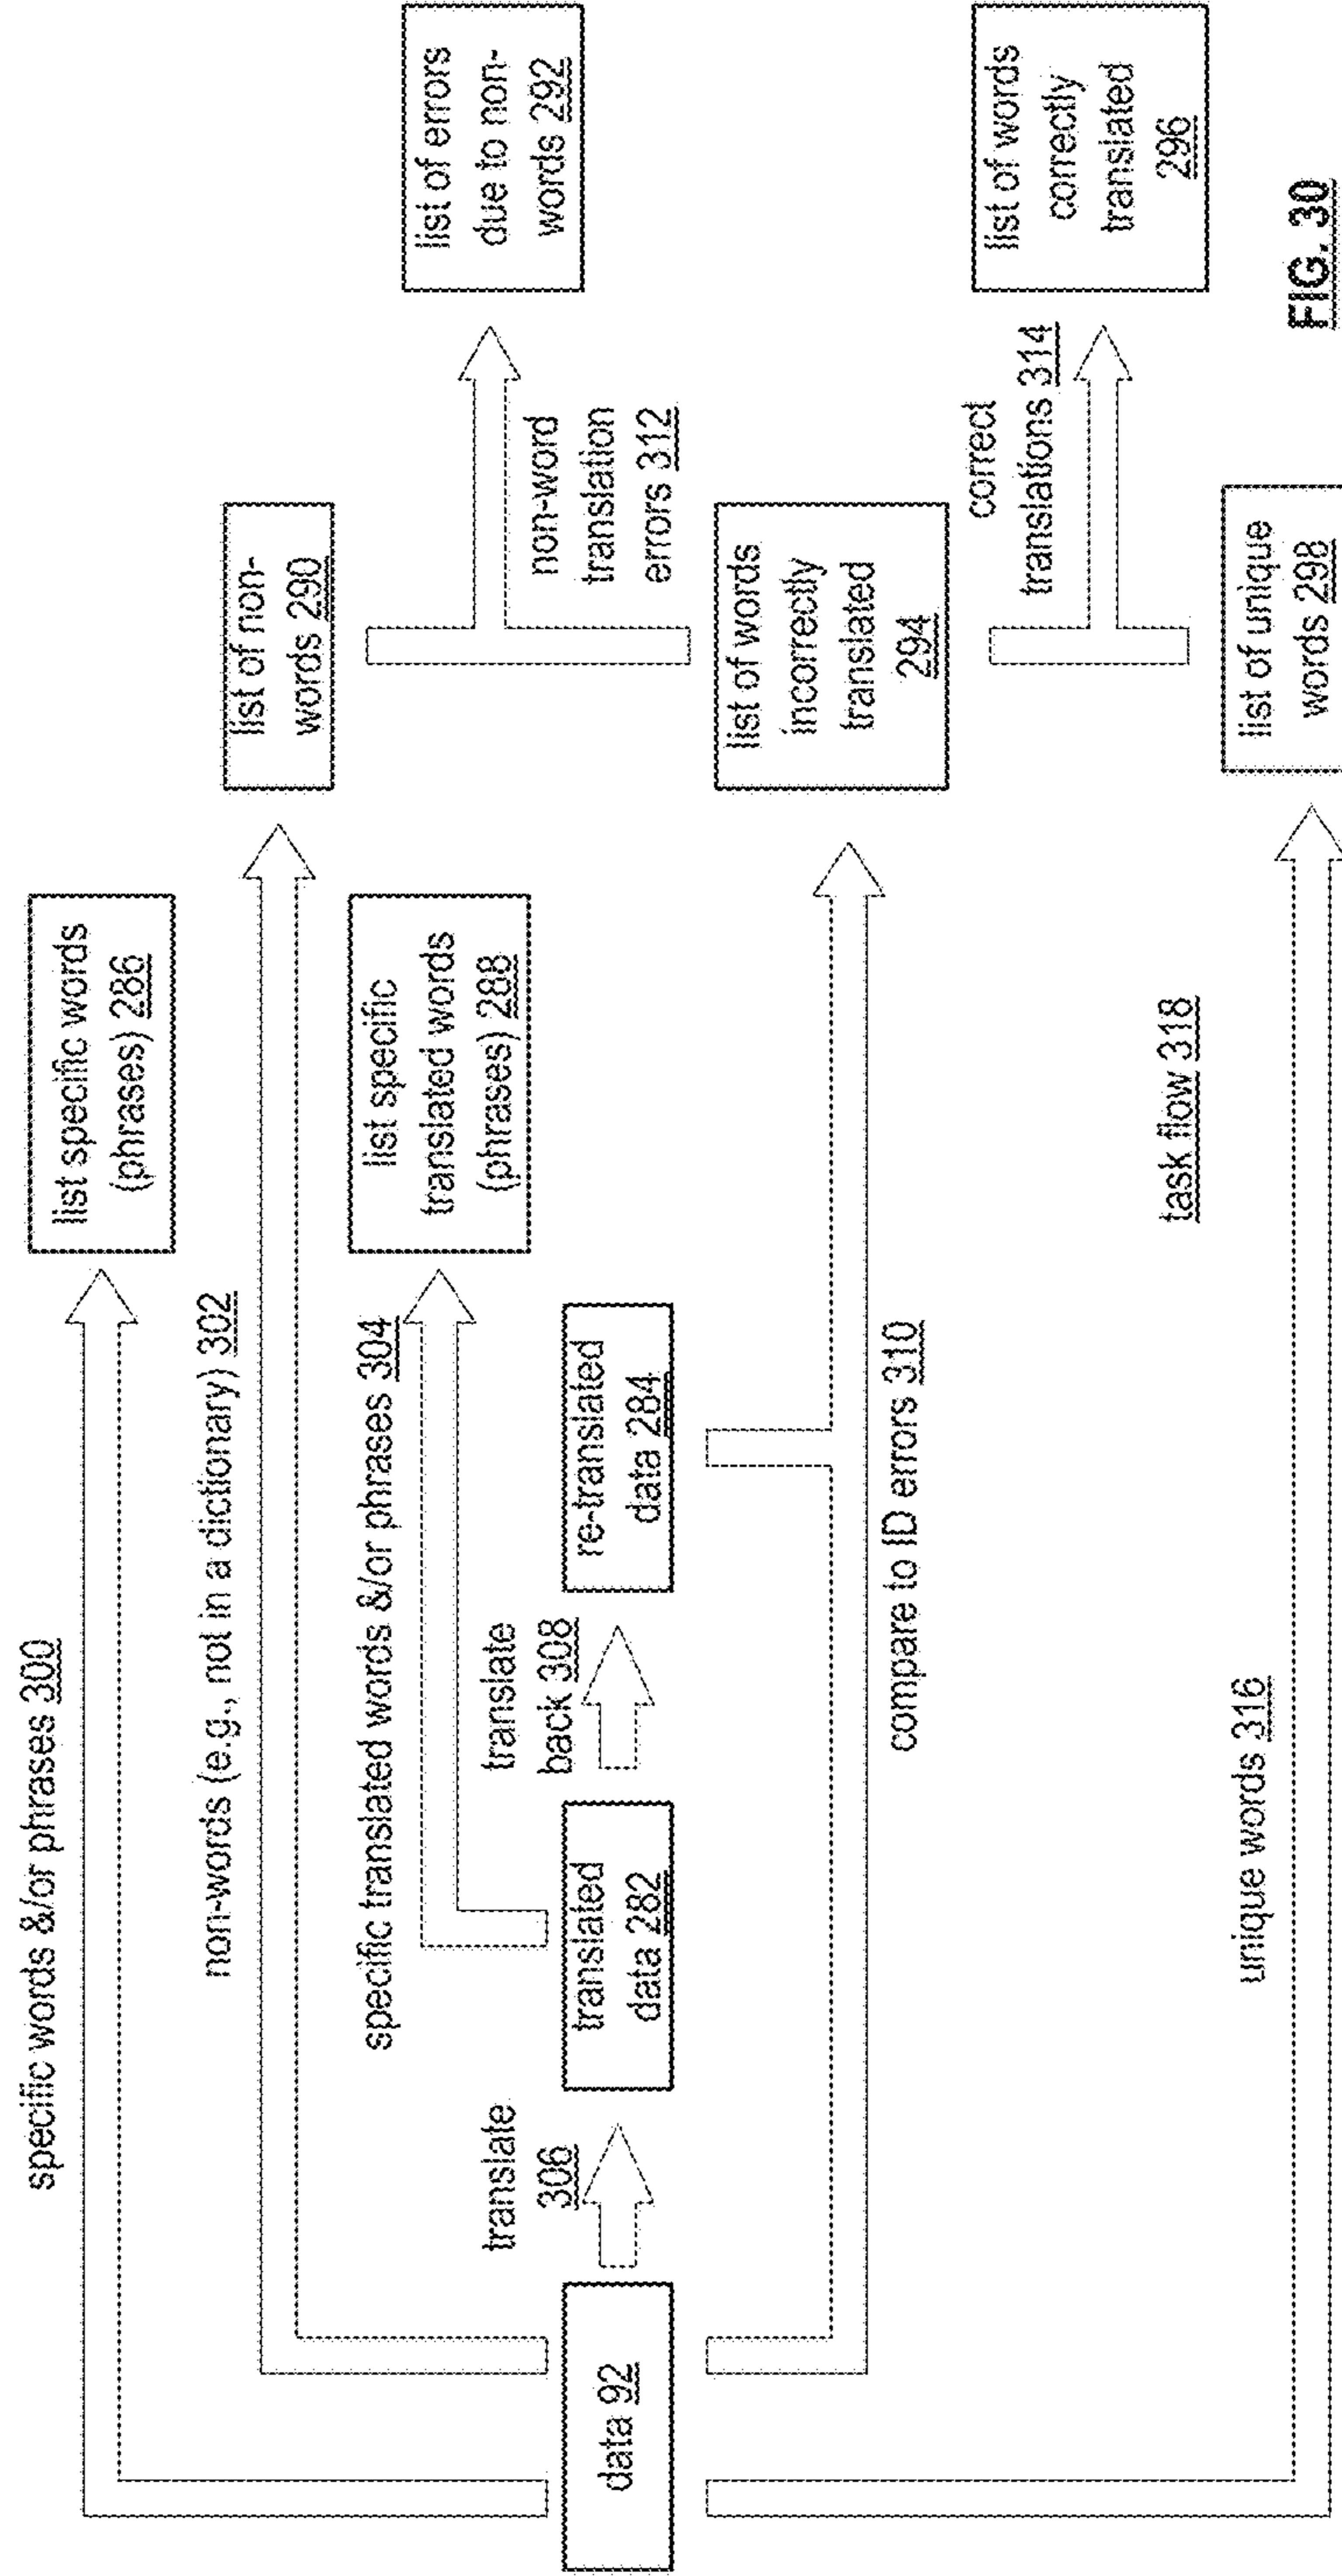 specific words &/or phrases 300
list specific words
(phrases) 286
non-words (e.g., not in a dictionary) 302
list of non-
words 290
specific translated words &/or phrases 304
list specific
translated words
(phrases) 288
list of errors
due to non-
words 292
non-word
translation
errors 312
translate
306
translate
back 308
data 92
translated
data 282
re-translated
data 284
list of words
incorrectly
translated
294
compare to ID errors 310
correct
translations 314
list of words
correctly
translated
296
task flow 318
unique words 316
list of unique
words 298
FIG. 30